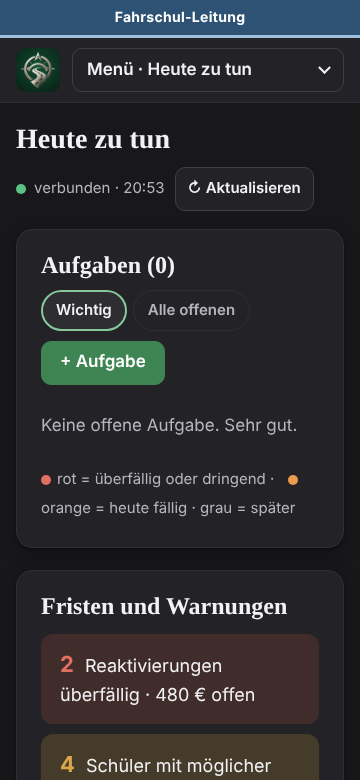 Fahrschul-Leitung
Menü · Heute zu tun
Heute zu tun
verbunden · 20:53
↻ Aktualisieren
Aufgaben (0)
Wichtig
Alle offenen
+ Aufgabe
Keine offene Aufgabe. Sehr gut.
rot = überfällig oder dringend ·
orange = heute fällig · grau = später
Fristen und Warnungen
2 Reaktivierungen
überfällig · 480 € offen
4 Schüler mit möglicher